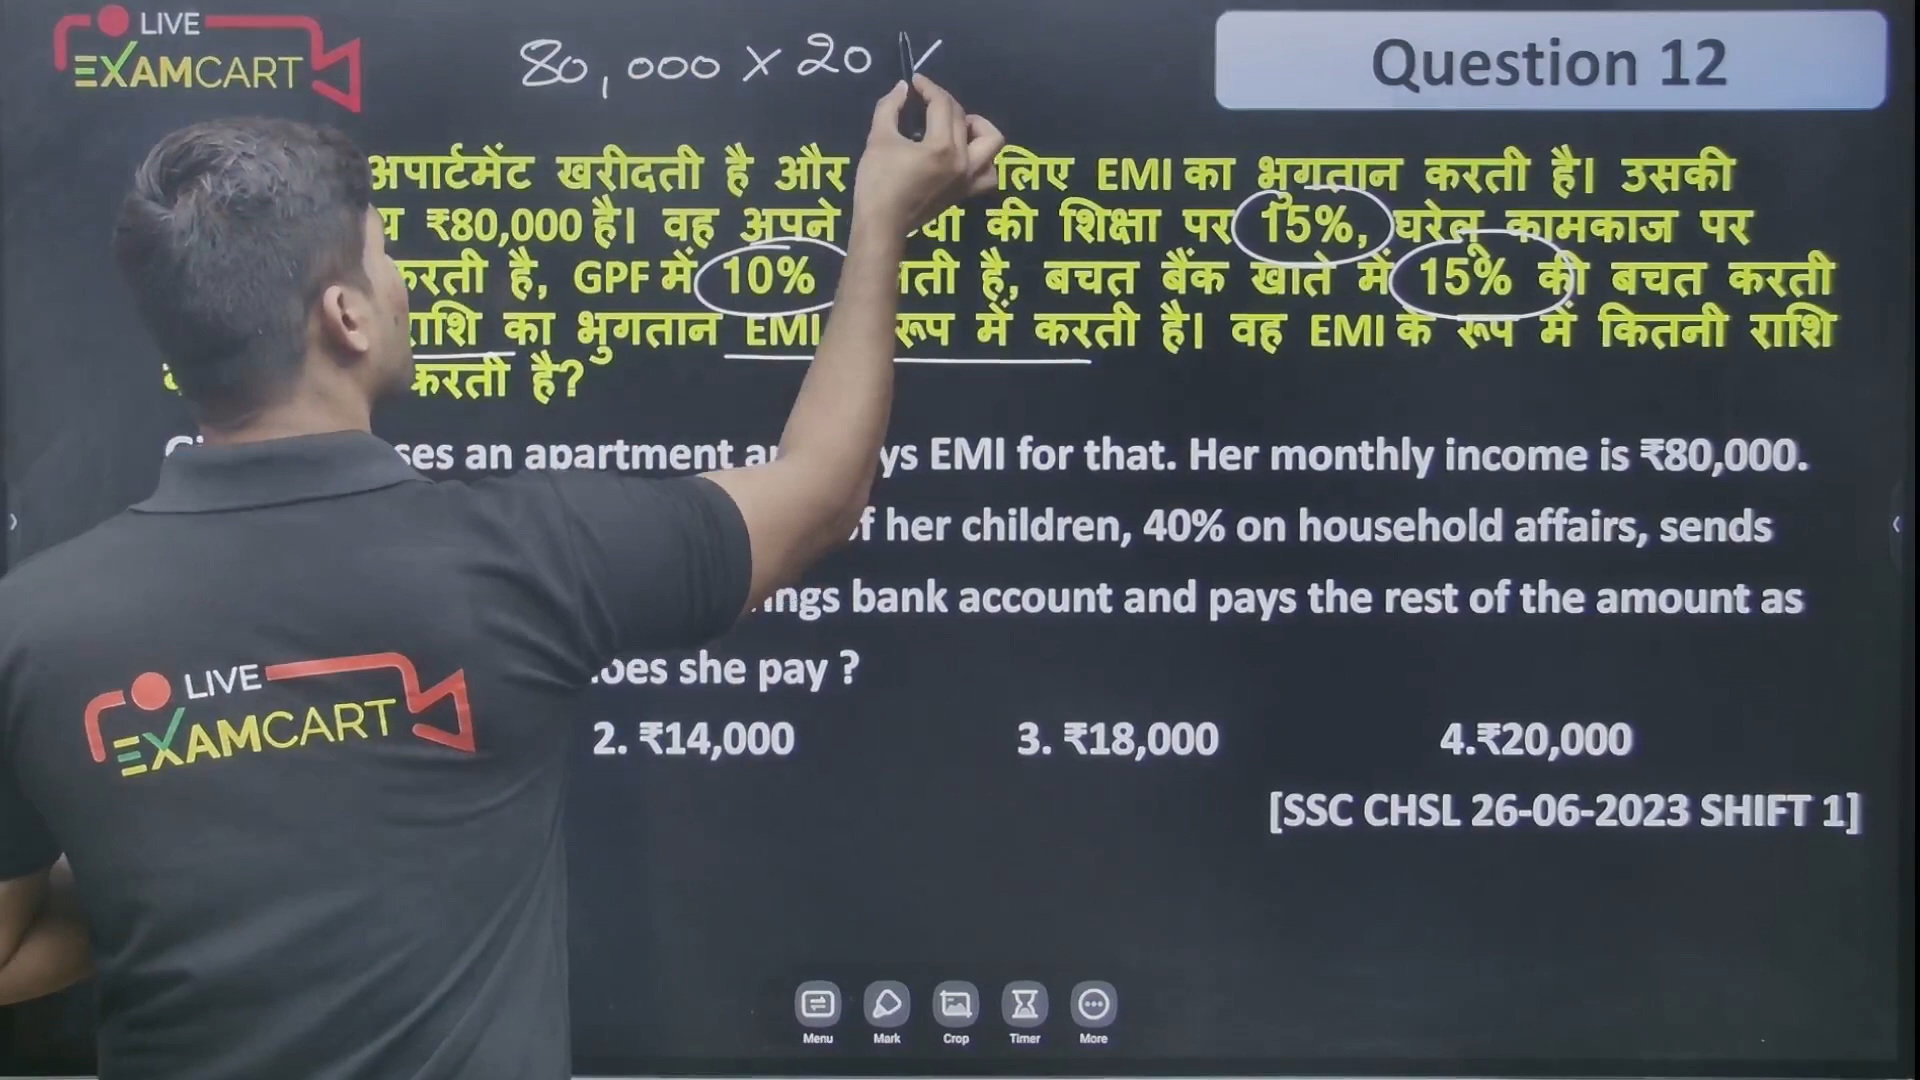 LIVE
EXAMCART
80,000 × 20
Question 12
अपार्टमेंट खरीदती है और लिए EMI का भुगतान करती है। उसकी
₹80,000 है। वह अपने की शिक्षा पर 15%, घरेलू कामकाज पर
करती है, GPF में 10% है, बचत बैंक खाते में 15% की बचत करती
राशि का भुगतान EMI रूप में करती है। वह EMI के रूप में कितनी राशि
करती है?
an apartment EMI for that. Her monthly income is ₹80,000.
her children, 40% on household affairs, sends
bank account and pays the rest of the amount as
she pay ?
2. ₹14,000 3. ₹18,000 4.₹20,000
[SSC CHSL 26-06-2023 SHIFT 1]
LIVE
EXAMCART
Menu Mark Crop Timer More